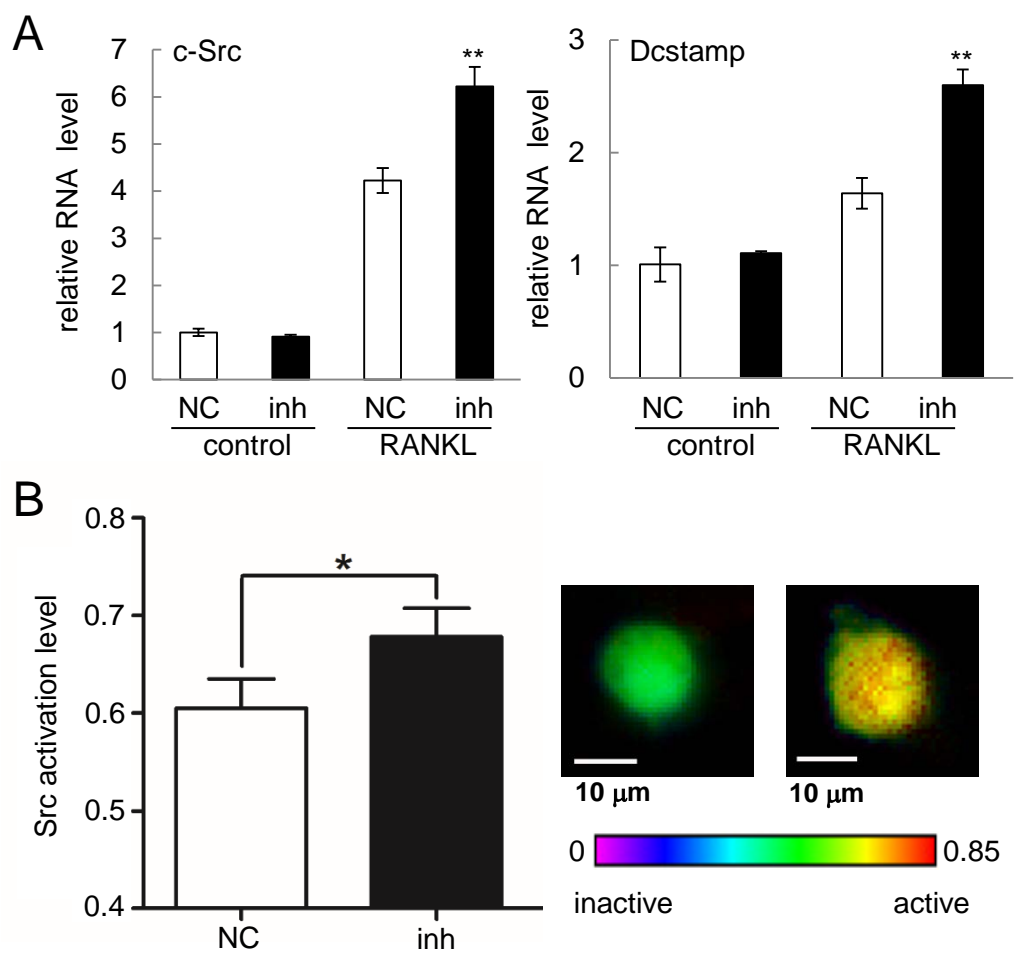 A
c-Src
**
relative RNA level
7
6
5
4
3
2
1
0
NC inh NC inh
control RANKL
Dcstamp
**
relative RNA level
3
2
1
0
NC inh NC inh
control RANKL
B
*
Src activation level
0.8
0.7
0.6
0.5
0.4
NC inh
10 μm 10 μm
0 0.85
inactive active